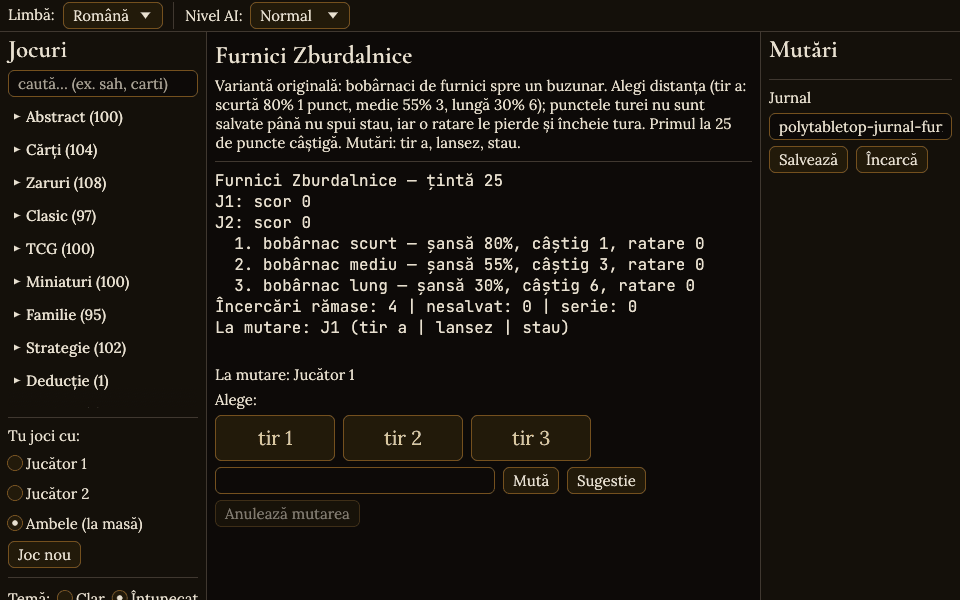 Limbă: Română ▼ Nivel AI: Normal ▼
Jocuri
caută... (ex. sah, carti)
▸ Abstract (100)
▸ Cărți (104)
▸ Zaruri (108)
▸ Clasic (97)
▸ TCG (100)
▸ Miniaturi (100)
▸ Familie (95)
▸ Strategie (102)
▸ Deducție (1)
Tu joci cu:
Jucător 1
Jucător 2
Ambele (la masă)
Joc nou
Temă: Clar Întunecat
Furnici Zburdalnice
Variantă originală: bobârnaci de furnici spre un buzunar. Alegi distanța (tir a:
scurtă 80% 1 punct, medie 55% 3, lungă 30% 6); punctele turei nu sunt
salvate până nu spui stau, iar o ratare le pierde și încheie tura. Primul la 25
de puncte câștigă. Mutări: tir a, lansez, stau.
Furnici Zburdalnice — țintă 25
J1: scor 0
J2: scor 0
1. bobârnac scurt — șansă 80%, câștig 1, ratare 0
2. bobârnac mediu — șansă 55%, câștig 3, ratare 0
3. bobârnac lung — șansă 30%, câștig 6, ratare 0
Încercări rămase: 4 | nesalvat: 0 | serie: 0
La mutare: J1 (tir a | lansez | stau)
La mutare: Jucător 1
Alege:
tir 1 tir 2 tir 3
Mută Sugestie
Anulează mutarea
Mutări
Jurnal
polytabletop-jurnal-fur
Salvează Încarcă